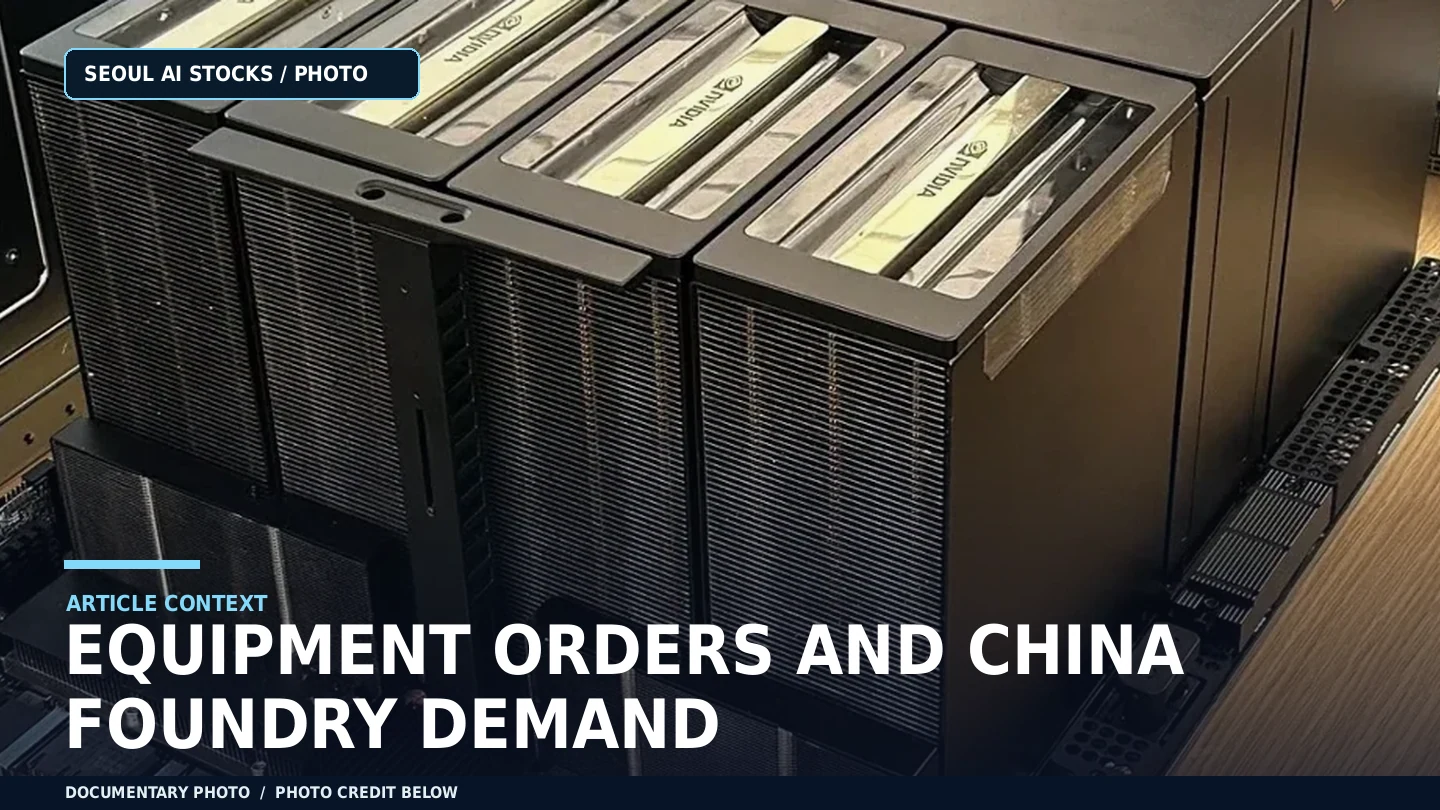 SEOUL AI STOCKS / PHOTO
NVIDIA
NVIDIA
NVIDIA
ARTICLE CONTEXT
EQUIPMENT ORDERS AND CHINA
FOUNDRY DEMAND
DOCUMENTARY PHOTO / PHOTO CREDIT BELOW